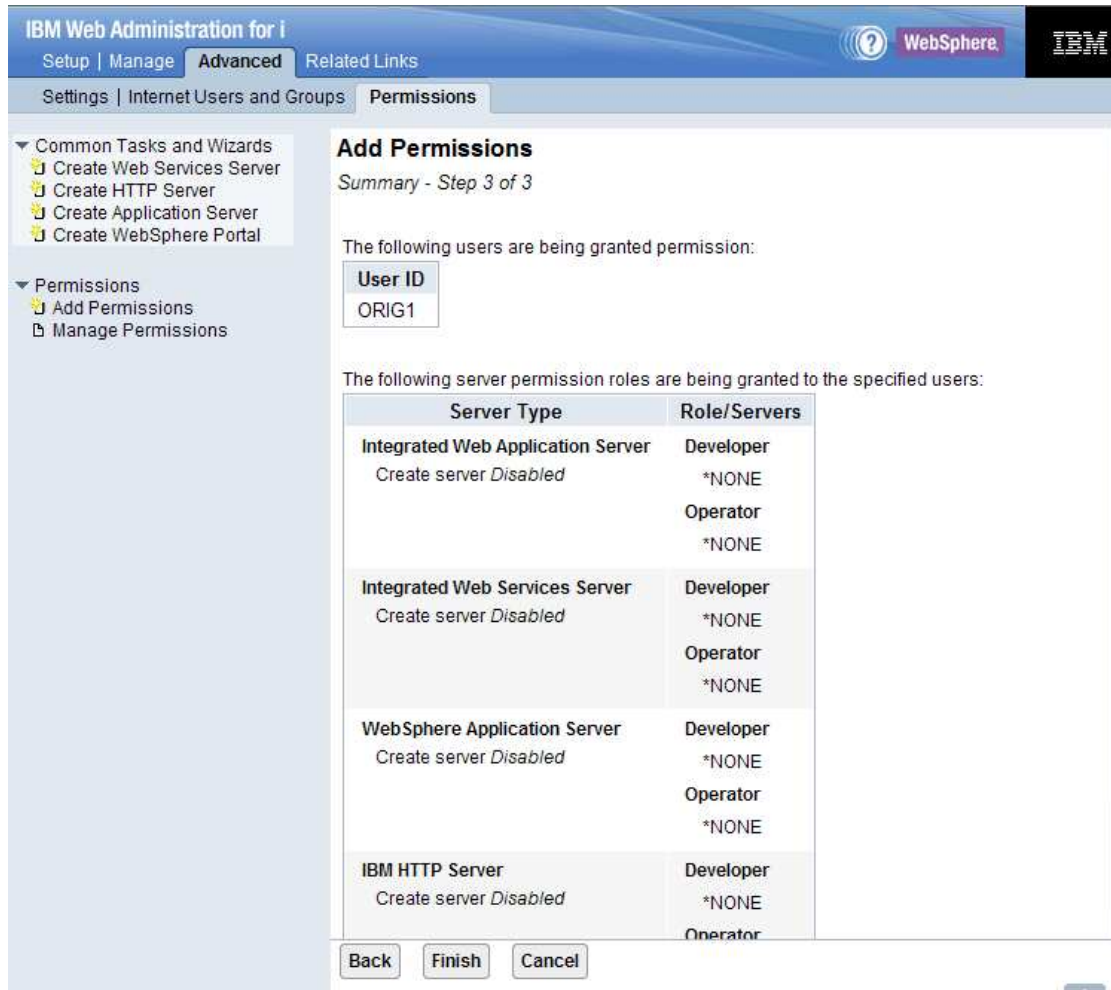 IBM Web Administration for i
Setup | Manage Advanced Related Links
? WebSphere. IBM
Settings | Internet Users and Groups Permissions
Common Tasks and Wizards
Create Web Services Server
Create HTTP Server
Create Application Server
Create WebSphere Portal
Permissions
Add Permissions
Manage Permissions
Add Permissions
Summary - Step 3 of 3
The following users are being granted permission:
User ID
ORIG1
The following server permission roles are being granted to the specified users:
Server Type Role/Servers
Integrated Web Application Server Developer
Create server Disabled *NONE
Operator
*NONE
Integrated Web Services Server Developer
Create server Disabled *NONE
Operator
*NONE
WebSphere Application Server Developer
Create server Disabled *NONE
Operator
*NONE
IBM HTTP Server Developer
Create server Disabled *NONE
Operator
Back Finish Cancel